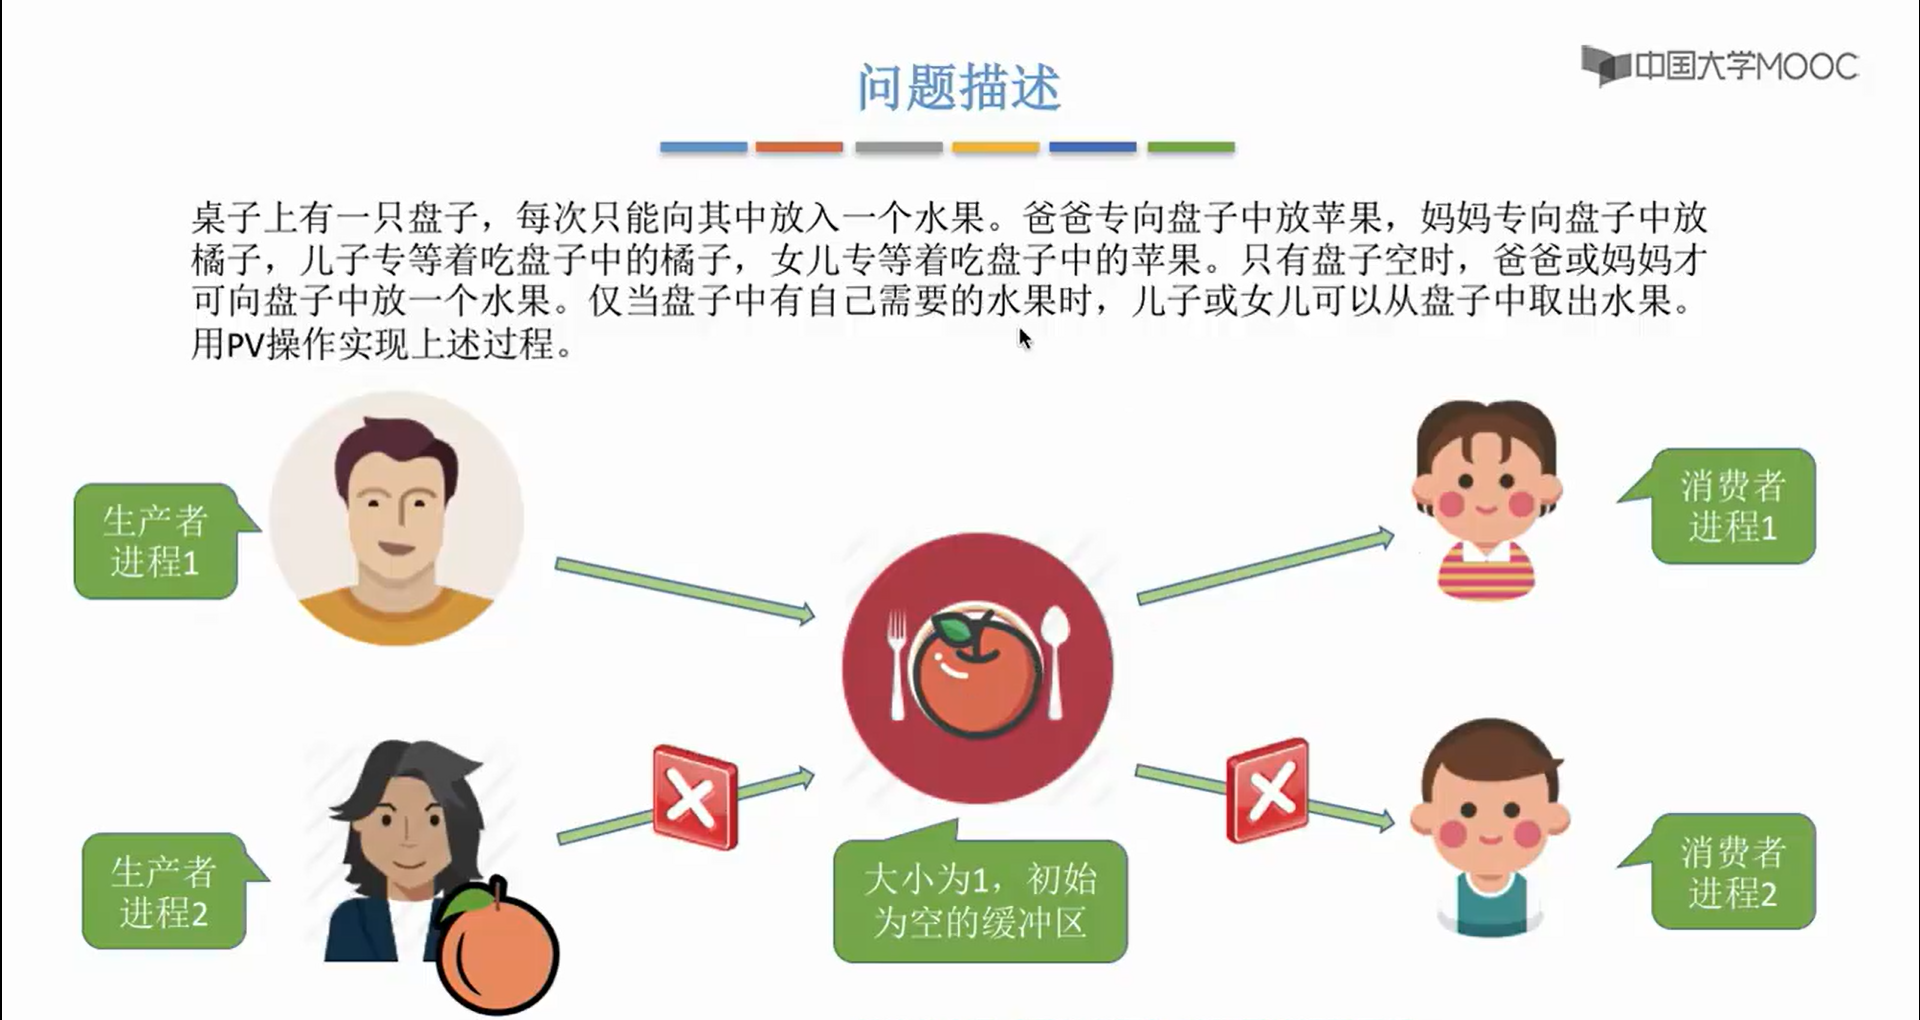 中国大学MOOC
问题描述
桌子上有一只盘子，每次只能向其中放入一个水果。爸爸专向盘子中放苹果，妈妈专向盘子中放
橘子，儿子专等着吃盘子中的橘子，女儿专等着吃盘子中的苹果。只有盘子空时，爸爸或妈妈才
可向盘子中放一个水果。仅当盘子中有自己需要的水果时，儿子或女儿可以从盘子中取出水果。
用PV操作实现上述过程。
生产者
进程1
消费者
进程1
生产者
进程2
大小为1，初始
为空的缓冲区
消费者
进程2